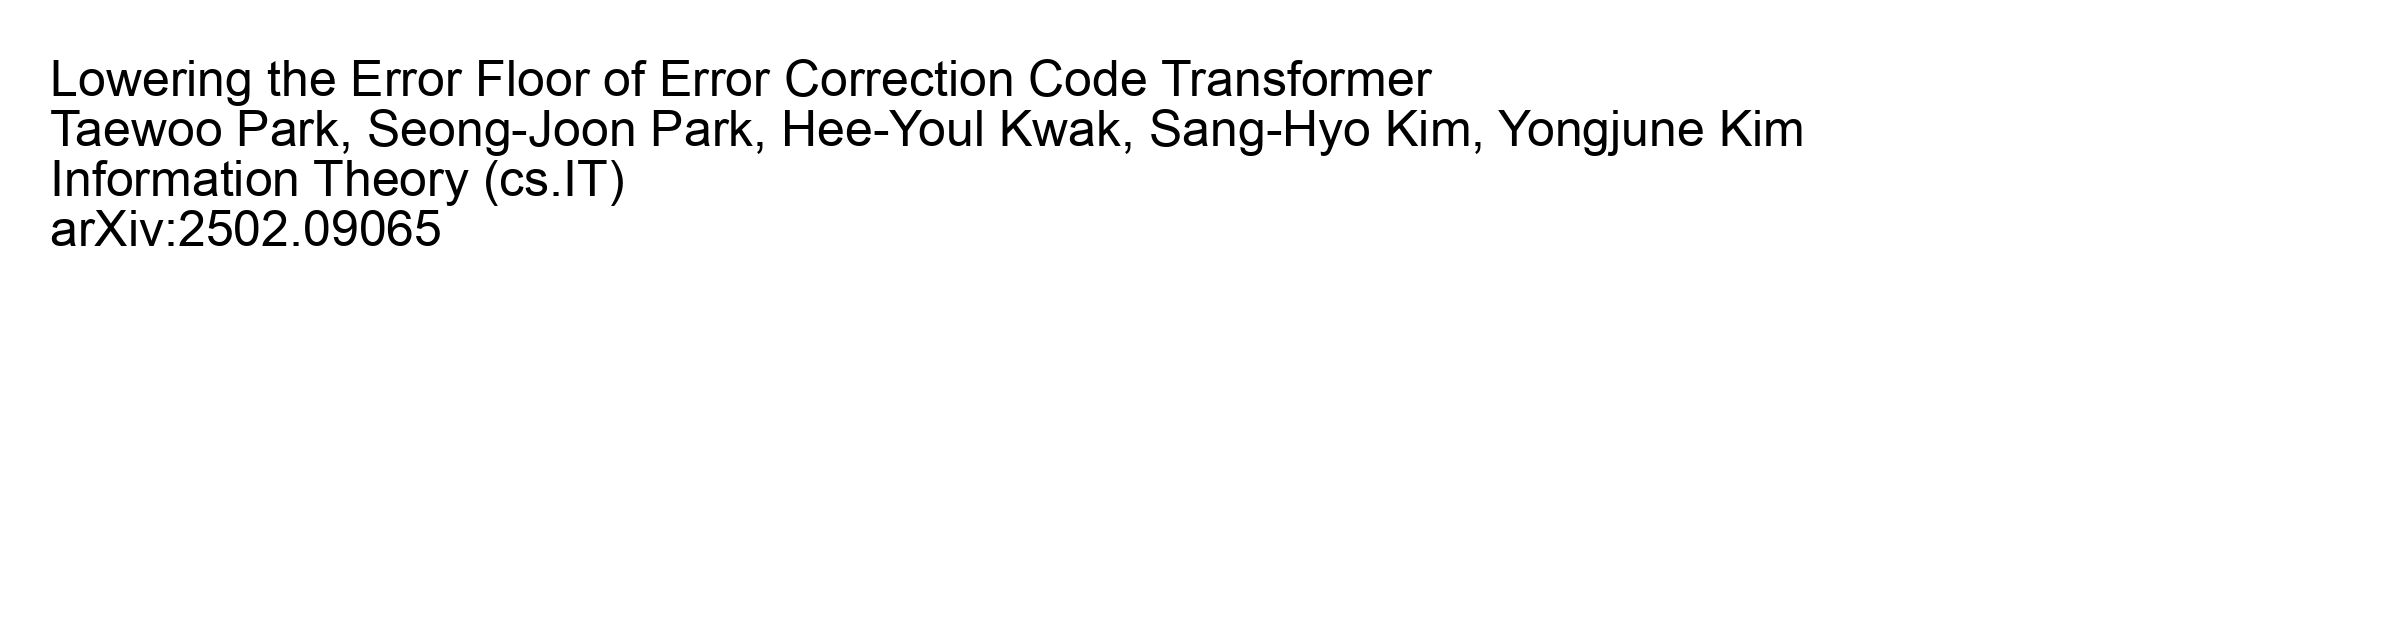 Lowering the Error Floor of Error Correction Code Transformer
Taewoo Park, Seong-Joon Park, Hee-Youl Kwak, Sang-Hyo Kim, Yongjune Kim
Information Theory (cs.IT)
arXiv:2502.09065